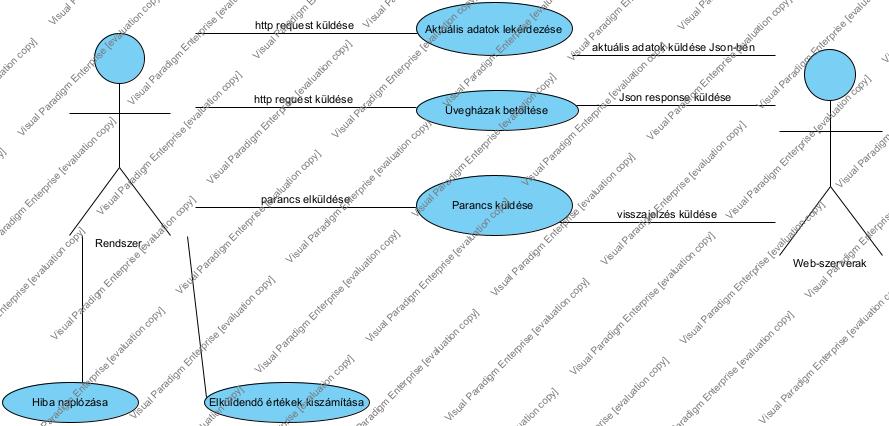 http request küldése
Aktuális adatok lekérdezése
aktuális adatok küldése Json-ben
http request küldése
Üvegházak betöltése
Json response küldése
parancs elküldése
Parancs küldése
visszajelzés küldése
Rendszer
Web-szerverak
Hiba naplózása
Elküldendő értékek kiszámítása
Visual Paradigm Enterprise [evaluation copy]